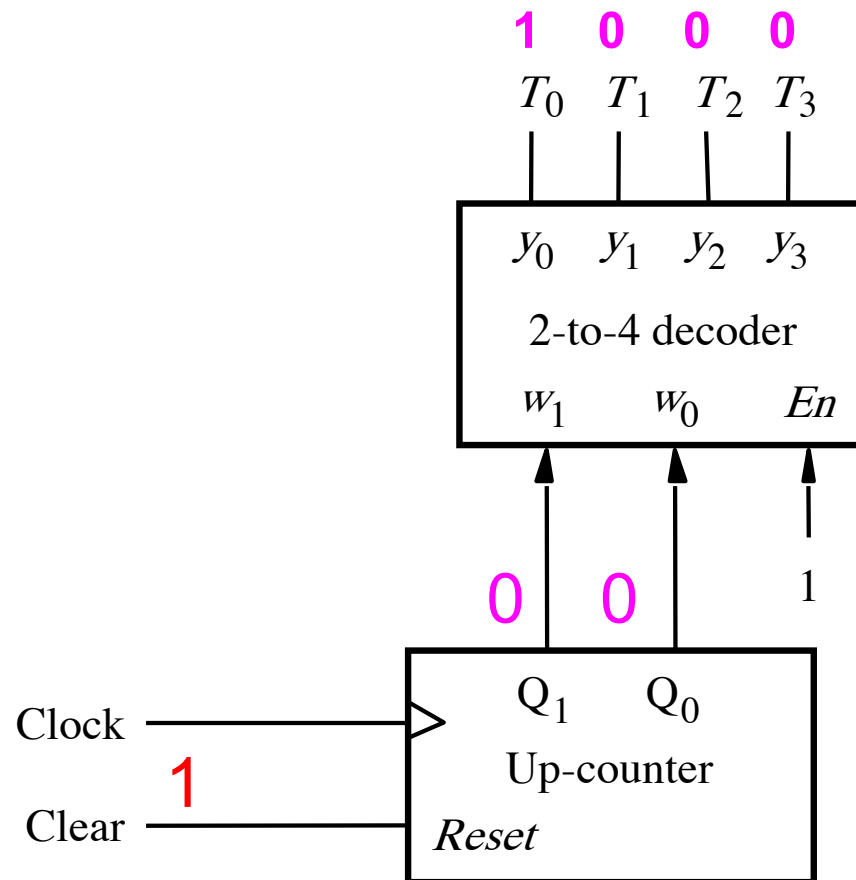 1 0 0 0
T0 T1 T2 T3
y0 y1 y2 y3
2-to-4 decoder
w1 w0 En
0 0 1
Q1 Q0
Clock
Up-counter
1
Clear
Reset